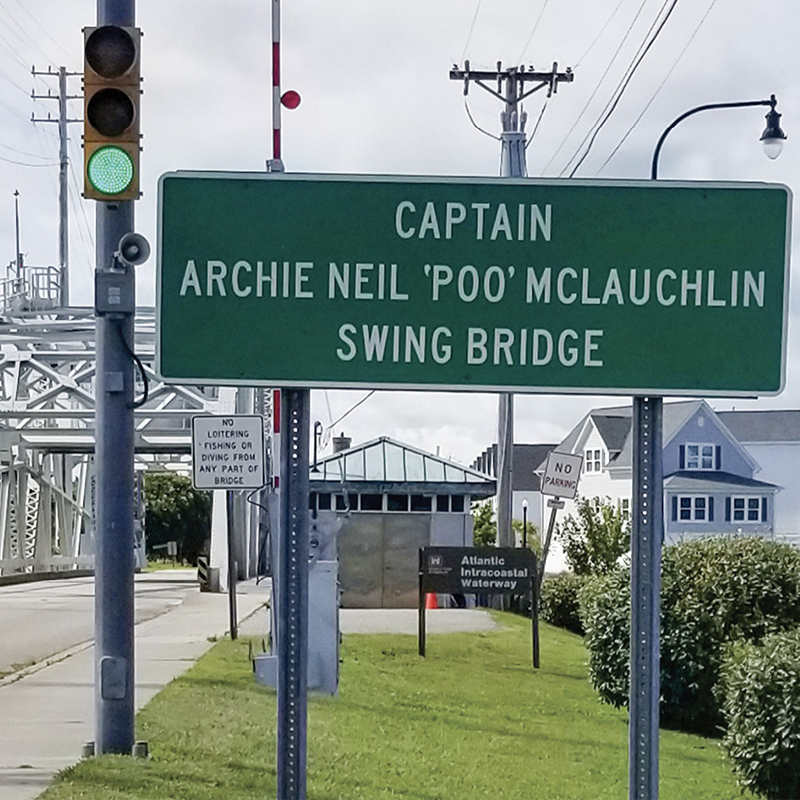 CAPTAIN
ARCHIE NEIL ‘POO’ MCLAUCHLIN
SWING BRIDGE
NO
LOITERING
FISHING OR
DIVING FROM
ANY PART OF
BRIDGE
NO
PARKING
Atlantic
Intracoastal
Waterway